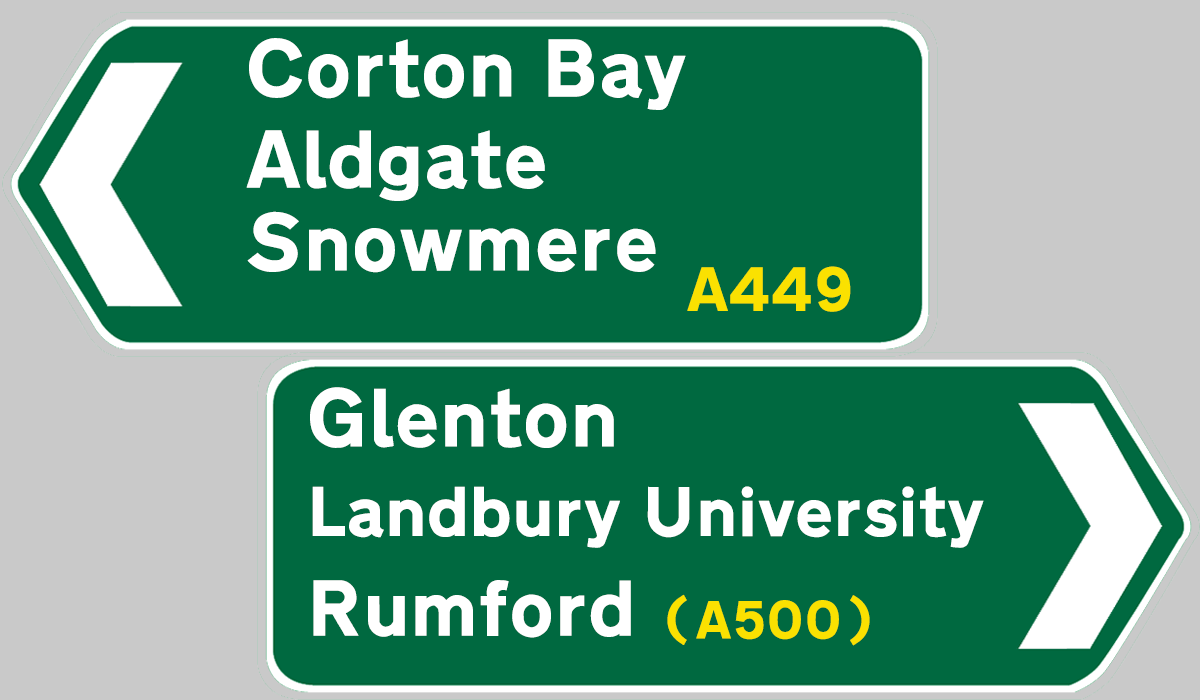 Corton Bay
Aldgate
Snowmere
A449
Glenton
Landbury University
Rumford (A500)